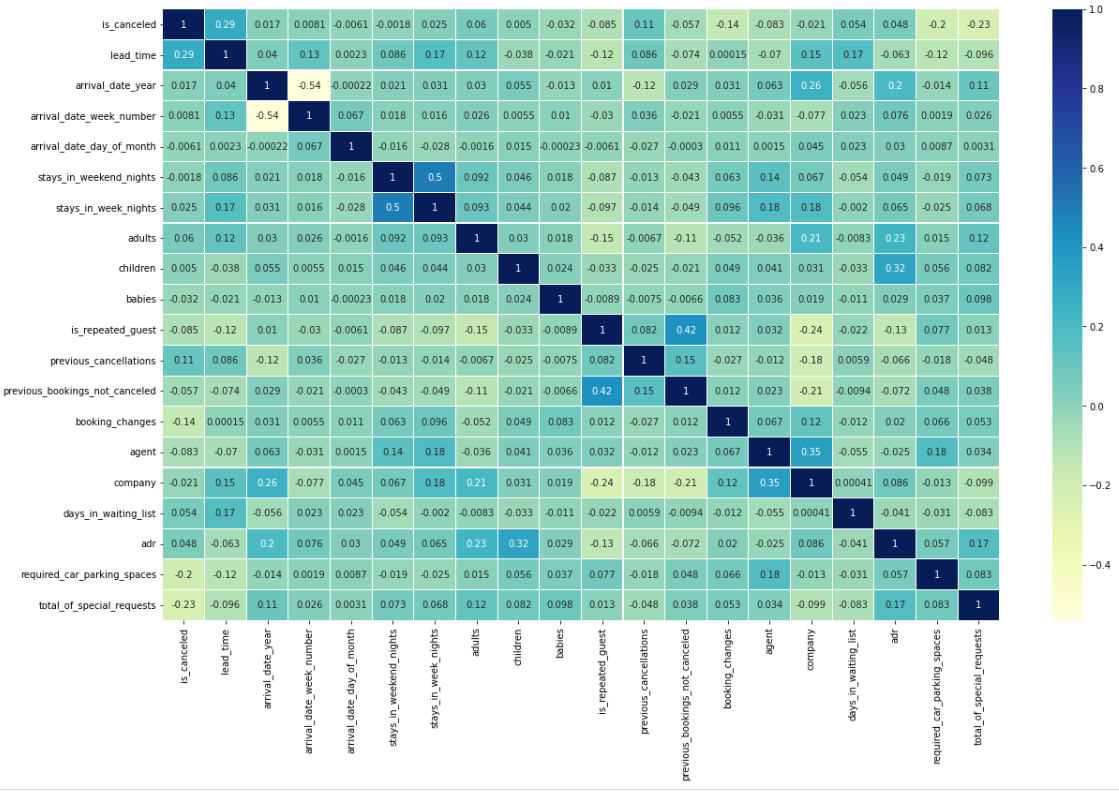 is_canceled 1 0.29 0.017 0.0081 -0.0061 -0.0018 0.025 0.06 0.005 -0.032 -0.085 0.11 -0.057 -0.14 -0.083 -0.021 0.054 0.048 -0.2 -0.23
lead_time 0.29 1 0.04 0.13 0.0023 0.086 0.17 0.12 -0.038 -0.021 -0.12 0.086 -0.074 0.00015 -0.07 0.15 0.17 -0.063 -0.12 -0.096
arrival_date_year 0.017 0.04 1 -0.54 -0.00022 0.021 0.031 0.03 0.055 -0.013 0.01 -0.12 0.029 0.031 0.063 0.26 -0.056 0.2 -0.014 0.11
arrival_date_week_number 0.0081 0.13 -0.54 1 0.067 0.018 0.016 0.026 0.0055 0.01 -0.03 0.036 -0.021 0.0055 -0.031 -0.077 0.023 0.076 0.0019 0.026
arrival_date_day_of_month -0.0061 0.0023 -0.00022 0.067 1 -0.016 -0.028 -0.0016 0.015 -0.00023 -0.0061 -0.027 -0.0003 0.011 0.0015 0.045 0.023 0.03 0.0087 0.0031
stays_in_weekend_nights -0.0018 0.086 0.021 0.018 -0.016 1 0.5 0.092 0.046 0.018 -0.087 -0.013 -0.043 0.063 0.14 0.067 -0.054 0.049 -0.019 0.073
stays_in_week_nights 0.025 0.17 0.031 0.016 -0.028 0.5 1 0.093 0.044 0.02 -0.097 -0.014 -0.049 0.096 0.18 0.18 -0.002 0.065 -0.025 0.068
adults 0.06 0.12 0.03 0.026 -0.0016 0.092 0.093 1 0.03 0.018 -0.15 -0.0067 -0.11 -0.052 -0.036 0.21 -0.0083 0.23 0.015 0.12
children 0.005 -0.038 0.055 0.0055 0.015 0.046 0.044 0.03 1 0.024 -0.033 -0.025 -0.021 0.049 0.041 0.031 -0.033 0.32 0.056 0.082
babies -0.032 -0.021 -0.013 0.01 -0.00023 0.018 0.02 0.018 0.024 1 -0.0089 -0.0075 -0.0066 0.083 0.036 0.019 -0.011 0.029 0.037 0.098
is_repeated_guest -0.085 -0.12 0.01 -0.03 -0.0061 -0.087 -0.097 -0.15 -0.033 -0.0089 1 0.082 0.42 0.012 0.032 -0.24 -0.022 -0.13 0.077 0.013
previous_cancellations 0.11 0.086 -0.12 0.036 -0.027 -0.013 -0.014 -0.0067 -0.025 -0.0075 0.082 1 0.15 -0.027 -0.012 -0.18 0.0059 -0.066 -0.018 -0.048
previous_bookings_not_canceled -0.057 -0.074 0.029 -0.021 -0.0003 -0.043 -0.049 -0.11 -0.021 -0.0066 0.42 0.15 1 0.012 0.023 -0.21 -0.0094 -0.072 0.048 0.038
booking_changes -0.14 0.00015 0.031 0.0055 0.011 0.063 0.096 -0.052 0.049 0.083 0.012 -0.027 0.012 1 0.067 0.12 -0.012 0.02 0.066 0.053
agent -0.083 -0.07 0.063 -0.031 0.0015 0.14 0.18 -0.036 0.041 0.036 0.032 -0.012 0.023 0.067 1 0.35 -0.055 -0.025 0.18 0.034
company -0.021 0.15 0.26 -0.077 0.045 0.067 0.18 0.21 0.031 0.019 -0.24 -0.18 -0.21 0.12 0.35 1 0.00041 0.086 -0.013 -0.099
days_in_waiting_list 0.054 0.17 -0.056 0.023 0.023 -0.054 -0.002 -0.0083 -0.033 -0.011 -0.022 0.0059 -0.0094 -0.012 -0.055 0.00041 1 -0.041 -0.031 -0.083
adr 0.048 -0.063 0.2 0.076 0.03 0.049 0.065 0.23 0.32 0.029 -0.13 -0.066 -0.072 0.02 -0.025 0.086 -0.041 1 0.057 0.17
required_car_parking_spaces -0.2 -0.12 -0.014 0.0019 0.0087 -0.019 -0.025 0.015 0.056 0.037 0.077 -0.018 0.048 0.066 0.18 -0.013 -0.031 0.057 1 0.083
total_of_special_requests -0.23 -0.096 0.11 0.026 0.0031 0.073 0.068 0.12 0.082 0.098 0.013 -0.048 0.038 0.053 0.034 -0.099 -0.083 0.17 0.083 1
is_canceled
lead_time
arrival_date_year
arrival_date_week_number
arrival_date_day_of_month
stays_in_weekend_nights
stays_in_week_nights
adults
children
babies
is_repeated_guest
previous_cancellations
previous_bookings_not_canceled
booking_changes
agent
company
days_in_waiting_list
adr
required_car_parking_spaces
total_of_special_requests
1.0
0.8
0.6
0.4
0.2
0.0
−0.2
−0.4